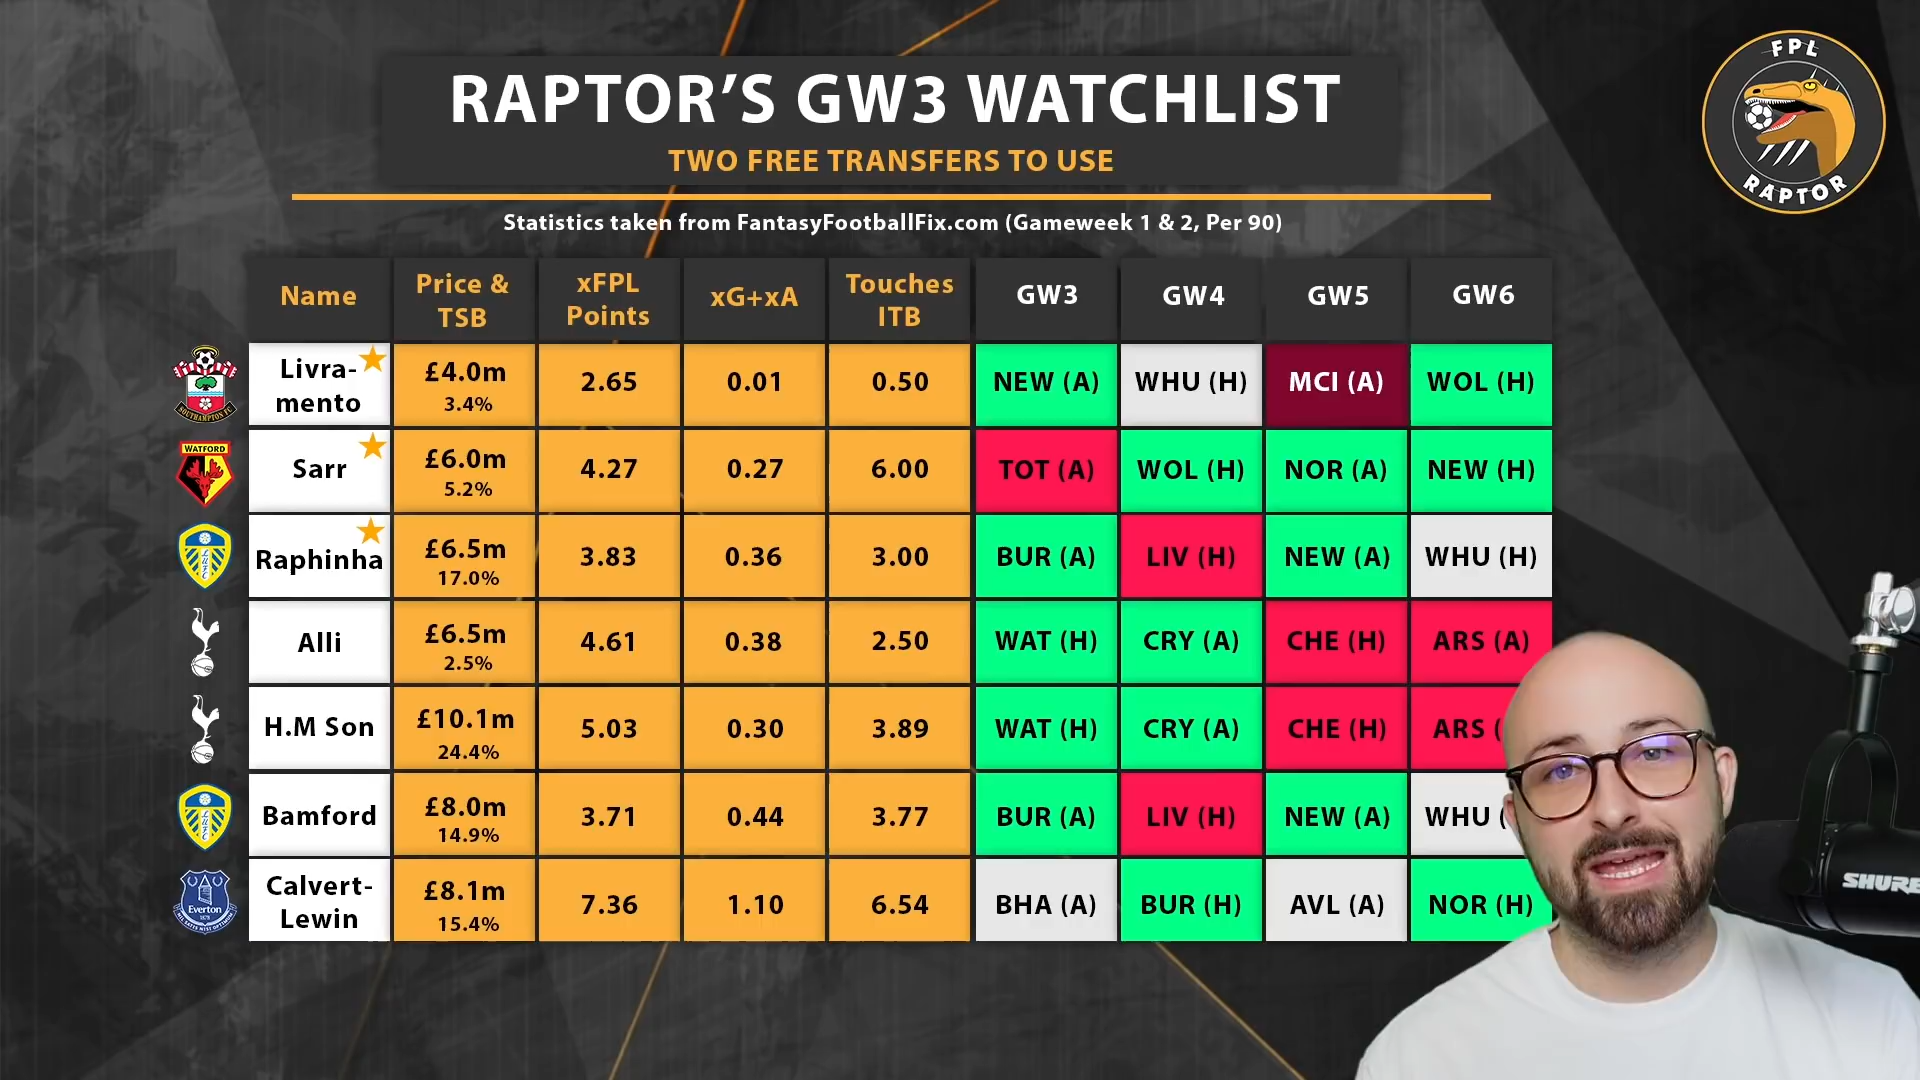 FPL
RAPTOR
RAPTOR'S GW3 WATCHLIST
TWO FREE TRANSFERS TO USE
Statistics taken from FantasyFootballFix.com (Gameweek 1 & 2, Per 90)
Name Price & TSB xFPL Points xG+xA Touches ITB GW3 GW4 GW5 GW6
Livra-mento £4.0m 3.4% 2.65 0.01 0.50 NEW (A) WHU (H) MCI (A) WOL (H)
WATFORD
Sarr £6.0m 5.2% 4.27 0.27 6.00 TOT (A) WOL (H) NOR (A) NEW (H)
Raphinha £6.5m 17.0% 3.83 0.36 3.00 BUR (A) LIV (H) NEW (A) WHU (H)
Alli £6.5m 2.5% 4.61 0.38 2.50 WAT (H) CRY (A) CHE (H) ARS (A)
H.M Son £10.1m 24.4% 5.03 0.30 3.89 WAT (H) CRY (A) CHE (H) ARS (
Bamford £8.0m 14.9% 3.71 0.44 3.77 BUR (A) LIV (H) NEW (A) WHU (
Everton
Calvert-Lewin £8.1m 15.4% 7.36 1.10 6.54 BHA (A) BUR (H) AVL (A) NOR (H)
SHURE